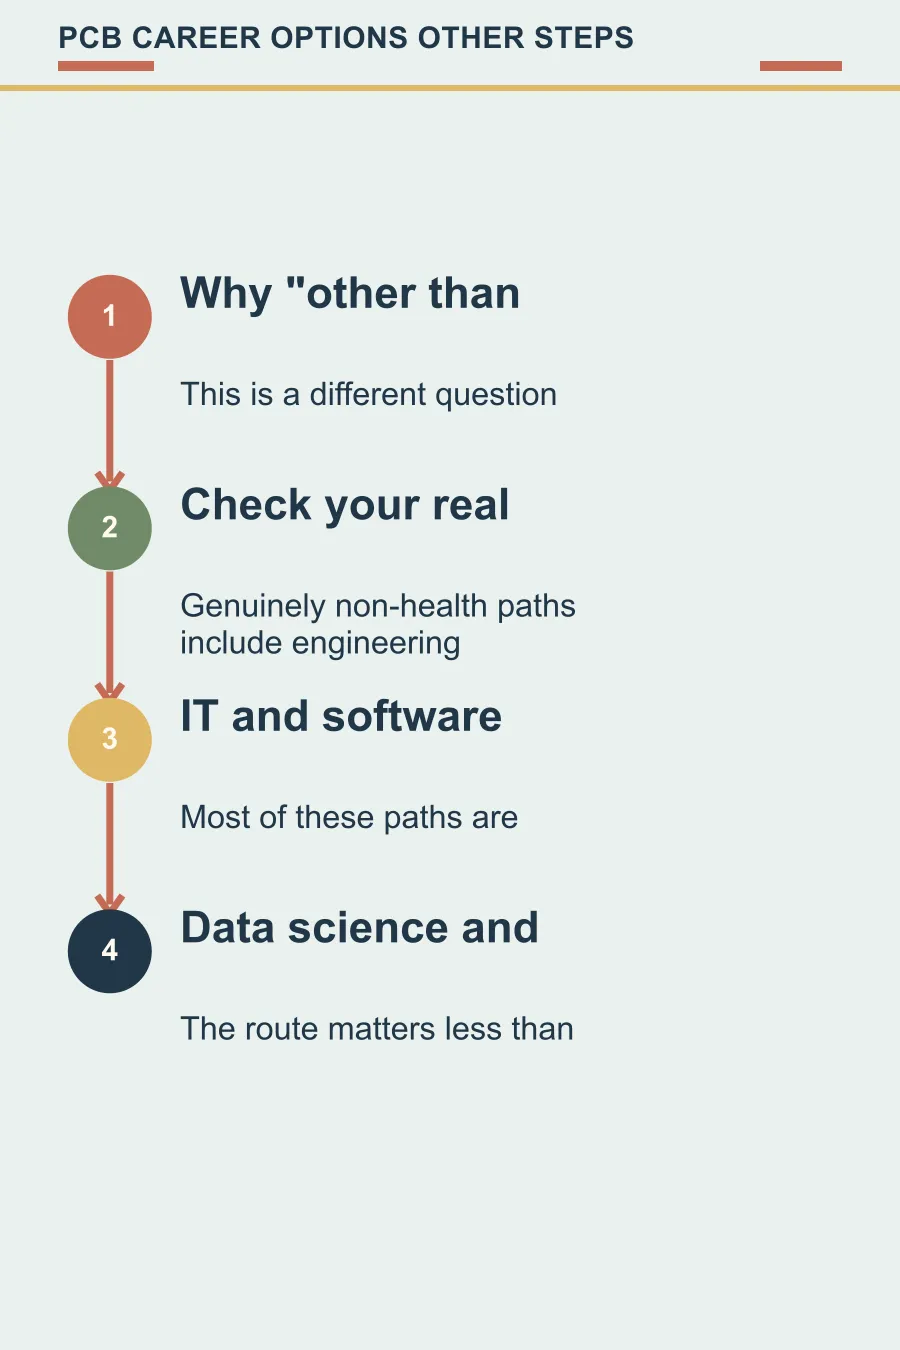 PCB CAREER OPTIONS OTHER STEPS
1
Why "other than
This is a different question
2
Check your real
Genuinely non-health paths
include engineering
3
IT and software
Most of these paths are
4
Data science and
The route matters less than